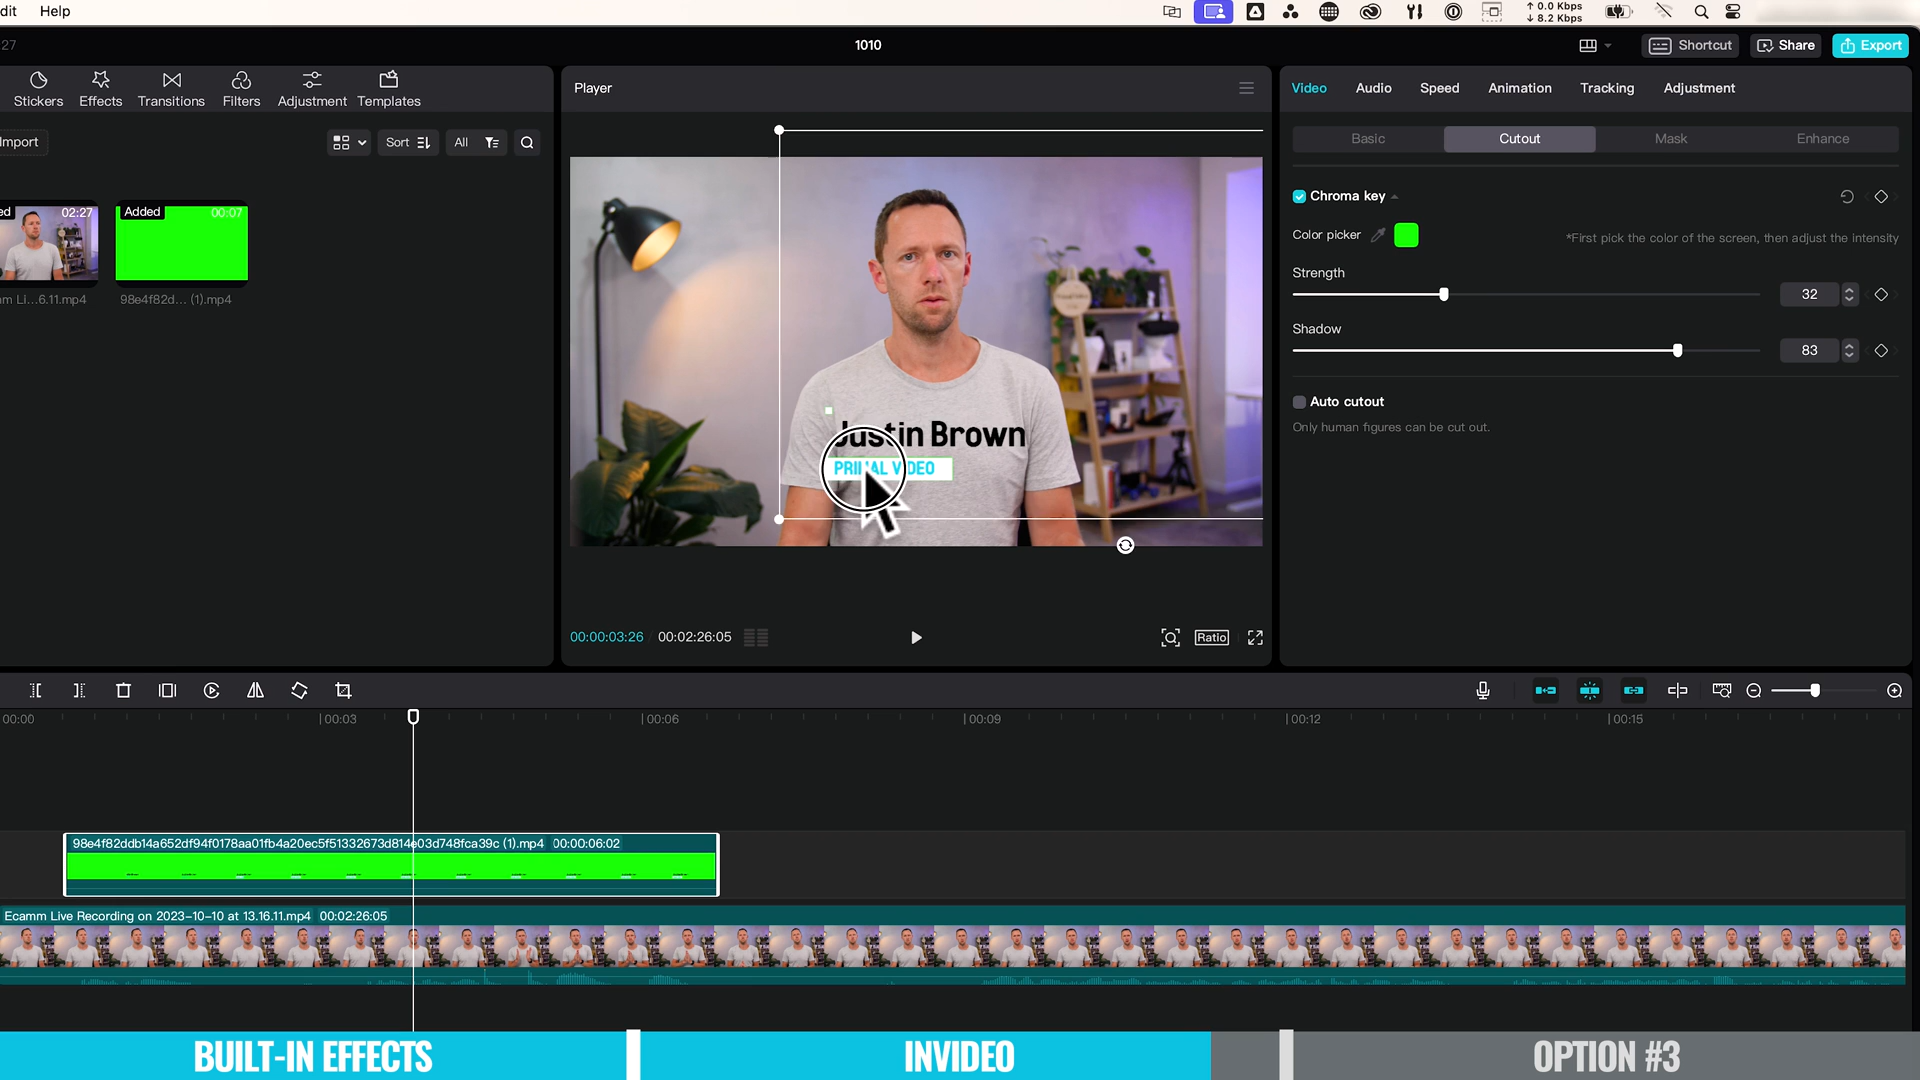 dit Help
↑ 0.0 Kbps
↓ 8.2 Kbps
27
1010
Shortcut
Share
Export
Stickers
Effects
Transitions
Filters
Adjustment
Templates
Player
Video
Audio
Speed
Animation
Tracking
Adjustment
mport
Sort
All
Basic
Cutout
Mask
Enhance
ed
02:27
Added
00:07
m Li...6.11.mp4
98e4f82d... (1).mp4
Chroma key
Color picker
*First pick the color of the screen, then adjust the intensity
Strength
32
Shadow
83
Auto cutout
Only human figures can be cut out.
Justin Brown
PRIMAL VIDEO
00:00:03:26
00:02:26:05
Ratio
00:00
00:03
00:06
00:09
00:12
00:15
98e4f82ddb14a652df94f0178aa01fb4a20ec5f51332673d814e03d748fca39c (1).mp4 00:00:06:02
Ecamm Live Recording on 2023-10-10 at 13.16.11.mp4 00:02:26:05
BUILT-IN EFFECTS
INVIDEO
OPTION #3